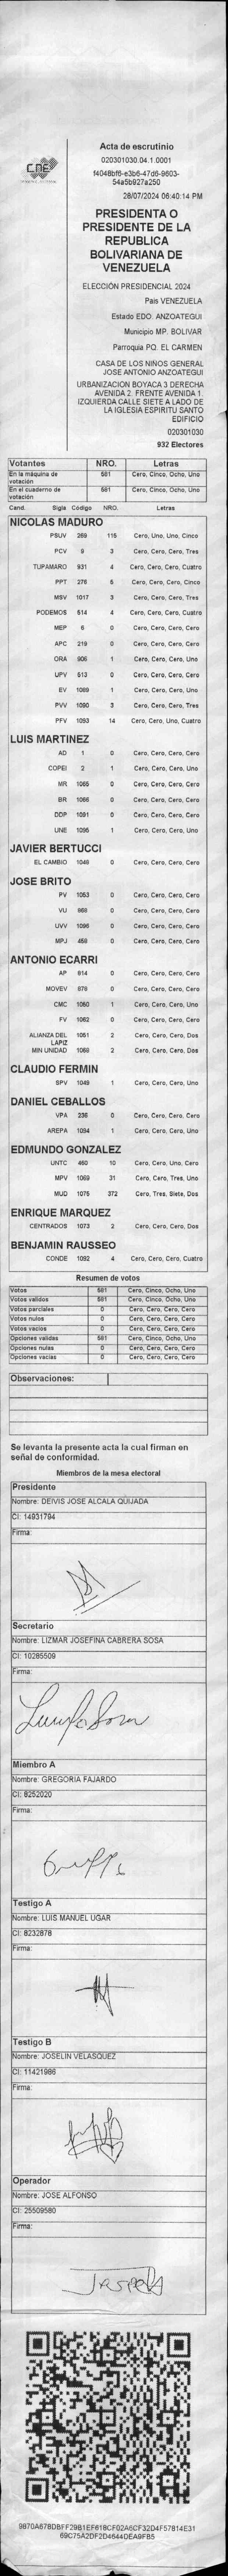 CNE
Acta de escrutinio
020301030.04.1.0001
f4048bf6-e3b6-47d6-9603-
54a5b927a250
28/07/2024 06:40:14 PM
PRESIDENTA O
PRESIDENTE DE LA
REPUBLICA
BOLIVARIANA DE
VENEZUELA
ELECCIÓN PRESIDENCIAL 2024
País VENEZUELA
Estado EDO. ANZOATEGUI
Municipio MP. BOLIVAR
Parroquia PQ. EL CARMEN
CASA DE LOS NIÑOS GENERAL
JOSE ANTONIO ANZOATEGUI
URBANIZACION BOYACA 3 DERECHA
AVENIDA 2. FRENTE AVENIDA 1.
IZQUIERDA CALLE SIETE A LADO DE
LA IGLESIA ESPIRITU SANTO
EDIFICIO
020301030
932 Electores
Votantes NRO. Letras
En la máquina de votación 581 Cero, Cinco, Ocho, Uno
En el cuaderno de votación 581 Cero, Cinco, Ocho, Uno
Cand. Sigla Código NRO. Letras
NICOLAS MADURO
PSUV 269 115 Cero, Uno, Uno, Cinco
PCV 9 3 Cero, Cero, Cero, Tres
TUPAMARO 931 4 Cero, Cero, Cero, Cuatro
PPT 276 5 Cero, Cero, Cero, Cinco
MSV 1017 3 Cero, Cero, Cero, Tres
PODEMOS 514 4 Cero, Cero, Cero, Cuatro
MEP 6 0 Cero, Cero, Cero, Cero
APC 219 0 Cero, Cero, Cero, Cero
ORA 906 1 Cero, Cero, Cero, Uno
UPV 513 0 Cero, Cero, Cero, Cero
EV 1089 1 Cero, Cero, Cero, Uno
PVV 1090 3 Cero, Cero, Cero, Tres
PFV 1093 14 Cero, Cero, Uno, Cuatro
LUIS MARTINEZ
AD 1 0 Cero, Cero, Cero, Cero
COPEI 2 1 Cero, Cero, Cero, Uno
MR 1065 0 Cero, Cero, Cero, Cero
BR 1066 0 Cero, Cero, Cero, Cero
DDP 1091 0 Cero, Cero, Cero, Cero
UNE 1095 1 Cero, Cero, Cero, Uno
JAVIER BERTUCCI
EL CAMBIO 1048 0 Cero, Cero, Cero, Cero
JOSE BRITO
PV 1053 0 Cero, Cero, Cero, Cero
VU 868 0 Cero, Cero, Cero, Cero
UVV 1096 0 Cero, Cero, Cero, Cero
MPJ 458 0 Cero, Cero, Cero, Cero
ANTONIO ECARRI
AP 814 0 Cero, Cero, Cero, Cero
MOVEV 878 0 Cero, Cero, Cero, Cero
CMC 1050 1 Cero, Cero, Cero, Uno
FV 1062 0 Cero, Cero, Cero, Cero
ALIANZA DEL LAPIZ 1051 2 Cero, Cero, Cero, Dos
MIN UNIDAD 1068 2 Cero, Cero, Cero, Dos
CLAUDIO FERMIN
SPV 1049 1 Cero, Cero, Cero, Uno
DANIEL CEBALLOS
VPA 236 0 Cero, Cero, Cero, Cero
AREPA 1094 1 Cero, Cero, Cero, Uno
EDMUNDO GONZALEZ
UNTC 460 10 Cero, Cero, Uno, Cero
MPV 1069 31 Cero, Cero, Tres, Uno
MUD 1075 372 Cero, Tres, Siete, Dos
ENRIQUE MARQUEZ
CENTRADOS 1073 2 Cero, Cero, Cero, Dos
BENJAMIN RAUSSEO
CONDE 1092 4 Cero, Cero, Cero, Cuatro
Resumen de votos
Votos 581 Cero, Cinco, Ocho, Uno
Votos validos 581 Cero, Cinco, Ocho, Uno
Votos parciales 0 Cero, Cero, Cero, Cero
Votos nulos 0 Cero, Cero, Cero, Cero
Votos vacíos 0 Cero, Cero, Cero, Cero
Opciones validas 581 Cero, Cinco, Ocho, Uno
Opciones nulas 0 Cero, Cero, Cero, Cero
Opciones vacías 0 Cero, Cero, Cero, Cero
Observaciones:
Se levanta la presente acta la cual firman en
señal de conformidad.
Miembros de la mesa electoral
Presidente
Nombre: DEIVIS JOSE ALCALA QUIJADA
CI: 14931794
Firma:
Secretario
Nombre: LIZMAR JOSEFINA CABRERA SOSA
CI: 10285509
Firma:
Miembro A
Nombre: GREGORIA FAJARDO
CI: 8252020
Firma:
Testigo A
Nombre: LUIS MANUEL UGAR
CI: 8232878
Firma:
Testigo B
Nombre: JOSELIN VELASQUEZ
CI: 11421986
Firma:
Operador
Nombre: JOSE ALFONSO
CI: 25509580
Firma:
9870A678DBFF29B1EF618CF02A6CF32D4F57814E31
69C75A2DF2D4644DEA9FB5